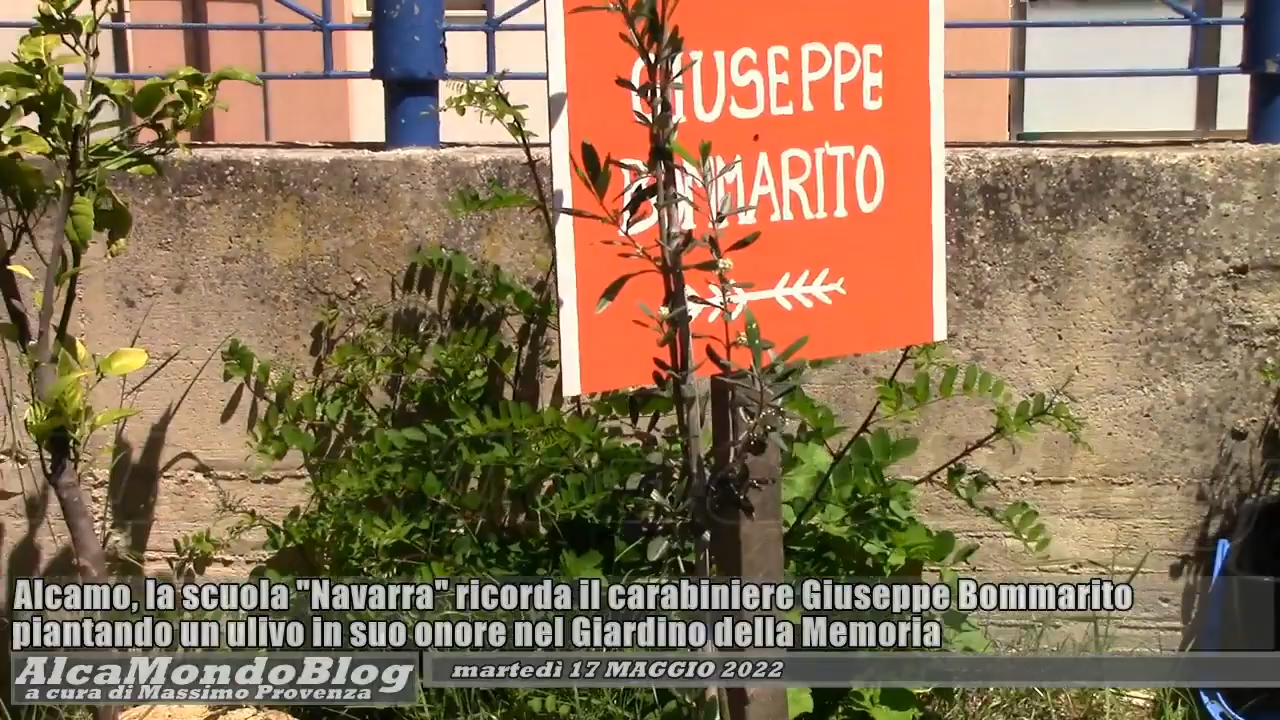 GIUSEPPE
BOMMARITO
Alcamo, la scuola "Navarra" ricorda il carabiniere Giuseppe Bommarito
piantando un ulivo in suo onore nel Giardino della Memoria
AlcaMondoBlog
a cura di Massimo Provenza
martedì 17 MAGGIO 2022